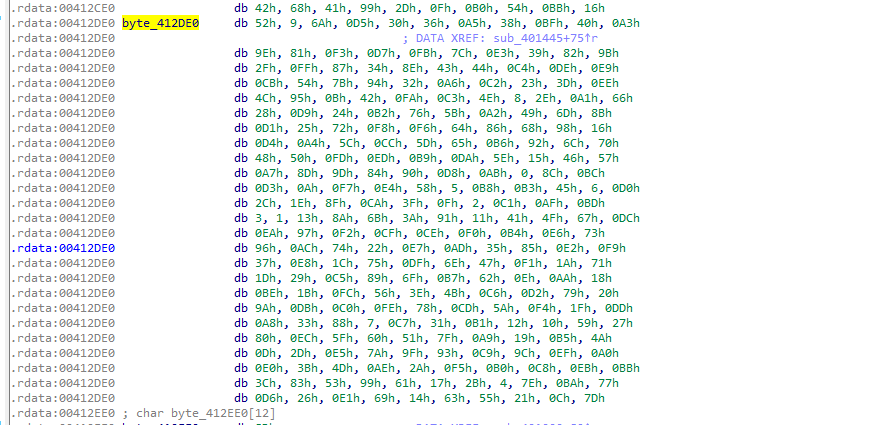 .rdata:00412CE0 db 42h, 68h, 41h, 99h, 2Dh, 0Fh, 0B0h, 54h, 0BBh, 16h
.rdata:00412DE0 byte_412DE0 db 52h, 9, 6Ah, 0D5h, 30h, 36h, 0A5h, 38h, 0BFh, 40h, 0A3h
.rdata:00412DE0 ; DATA XREF: sub_401445+75↑r
.rdata:00412DE0 db 9Eh, 81h, 0F3h, 0D7h, 0FBh, 7Ch, 0E3h, 39h, 82h, 9Bh
.rdata:00412DE0 db 2Fh, 0FFh, 87h, 34h, 8Eh, 43h, 44h, 0C4h, 0DEh, 0E9h
.rdata:00412DE0 db 0CBh, 54h, 7Bh, 94h, 32h, 0A6h, 0C2h, 23h, 3Dh, 0EEh
.rdata:00412DE0 db 4Ch, 95h, 0Bh, 42h, 0FAh, 0C3h, 4Eh, 8, 2Eh, 0A1h, 66h
.rdata:00412DE0 db 28h, 0D9h, 24h, 0B2h, 76h, 5Bh, 0A2h, 49h, 6Dh, 8Bh
.rdata:00412DE0 db 0D1h, 25h, 72h, 0F8h, 0F6h, 64h, 86h, 68h, 98h, 16h
.rdata:00412DE0 db 0D4h, 0A4h, 5Ch, 0CCh, 5Dh, 65h, 0B6h, 92h, 6Ch, 70h
.rdata:00412DE0 db 48h, 50h, 0FDh, 0EDh, 0B9h, 0DAh, 5Eh, 15h, 46h, 57h
.rdata:00412DE0 db 0A7h, 8Dh, 9Dh, 84h, 90h, 0D8h, 0ABh, 0, 8Ch, 0BCh
.rdata:00412DE0 db 0D3h, 0Ah, 0F7h, 0E4h, 58h, 5, 0B8h, 0B3h, 45h, 6, 0D0h
.rdata:00412DE0 db 2Ch, 1Eh, 8Fh, 0CAh, 3Fh, 0Fh, 2, 0C1h, 0AFh, 0BDh
.rdata:00412DE0 db 3, 1, 13h, 8Ah, 6Bh, 3Ah, 91h, 11h, 41h, 4Fh, 67h, 0DCh
.rdata:00412DE0 db 0EAh, 97h, 0F2h, 0CFh, 0CEh, 0F0h, 0B4h, 0E6h, 73h
.rdata:00412DE0 db 96h, 0ACh, 74h, 22h, 0E7h, 0ADh, 35h, 85h, 0E2h, 0F9h
.rdata:00412DE0 db 37h, 0E8h, 1Ch, 75h, 0DFh, 6Eh, 47h, 0F1h, 1Ah, 71h
.rdata:00412DE0 db 1Dh, 29h, 0C5h, 89h, 6Fh, 0B7h, 62h, 0Eh, 0AAh, 18h
.rdata:00412DE0 db 0BEh, 1Bh, 0FCh, 56h, 3Eh, 4Bh, 0C6h, 0D2h, 79h, 20h
.rdata:00412DE0 db 9Ah, 0DBh, 0C0h, 0FEh, 78h, 0CDh, 5Ah, 0F4h, 1Fh, 0DDh
.rdata:00412DE0 db 0A8h, 33h, 88h, 7, 0C7h, 31h, 0B1h, 12h, 10h, 59h, 27h
.rdata:00412DE0 db 80h, 0ECh, 5Fh, 60h, 51h, 7Fh, 0A9h, 19h, 0B5h, 4Ah
.rdata:00412DE0 db 0Dh, 2Dh, 0E5h, 7Ah, 9Fh, 93h, 0C9h, 9Ch, 0EFh, 0A0h
.rdata:00412DE0 db 0E0h, 3Bh, 4Dh, 0AEh, 2Ah, 0F5h, 0B0h, 0C8h, 0EBh, 0BBh
.rdata:00412DE0 db 3Ch, 83h, 53h, 99h, 61h, 17h, 2Bh, 4, 7Eh, 0BAh, 77h
.rdata:00412DE0 db 0D6h, 26h, 0E1h, 69h, 14h, 63h, 55h, 21h, 0Ch, 7Dh
.rdata:00412EE0 ; char byte_412EE0[12]